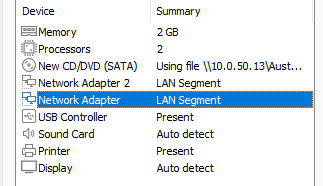 Device Summary
Memory 2 GB
Processors 2
New CD/DVD (SATA) Using file \\10.0.50.13\Aust...
Network Adapter 2 LAN Segment
Network Adapter LAN Segment
USB Controller Present
Sound Card Auto detect
Printer Present
Display Auto detect